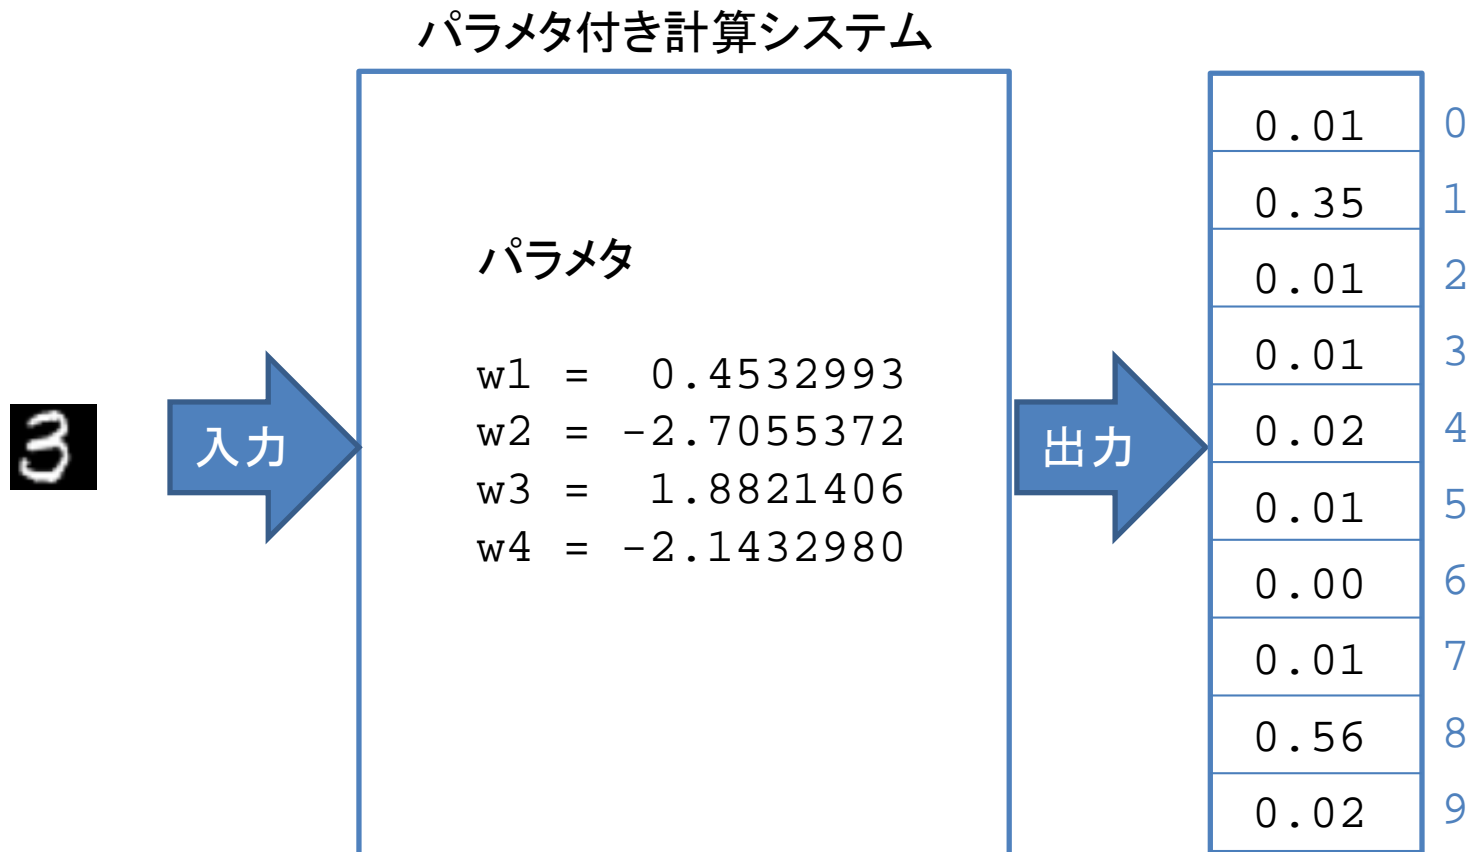 パラメタ付き計算システム
パラメタ
w1 = 0.4532993
w2 = -2.7055372
w3 = 1.8821406
w4 = -2.1432980
3
入力
出力
0.01 0
0.35 1
0.01 2
0.01 3
0.02 4
0.01 5
0.00 6
0.01 7
0.56 8
0.02 9